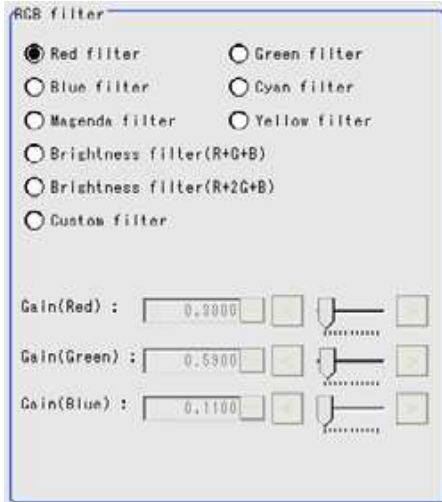 RGB filter
Red filter Green filter
Blue filter Cyan filter
Magenda filter Yellow filter
Brightness filter(R+G+B)
Brightness filter(R+2G+B)
Custom filter
Gain(Red) : 0.3000 < >
Gain(Green) : 0.5900 < >
Gain(Blue) : 0.1100 < >